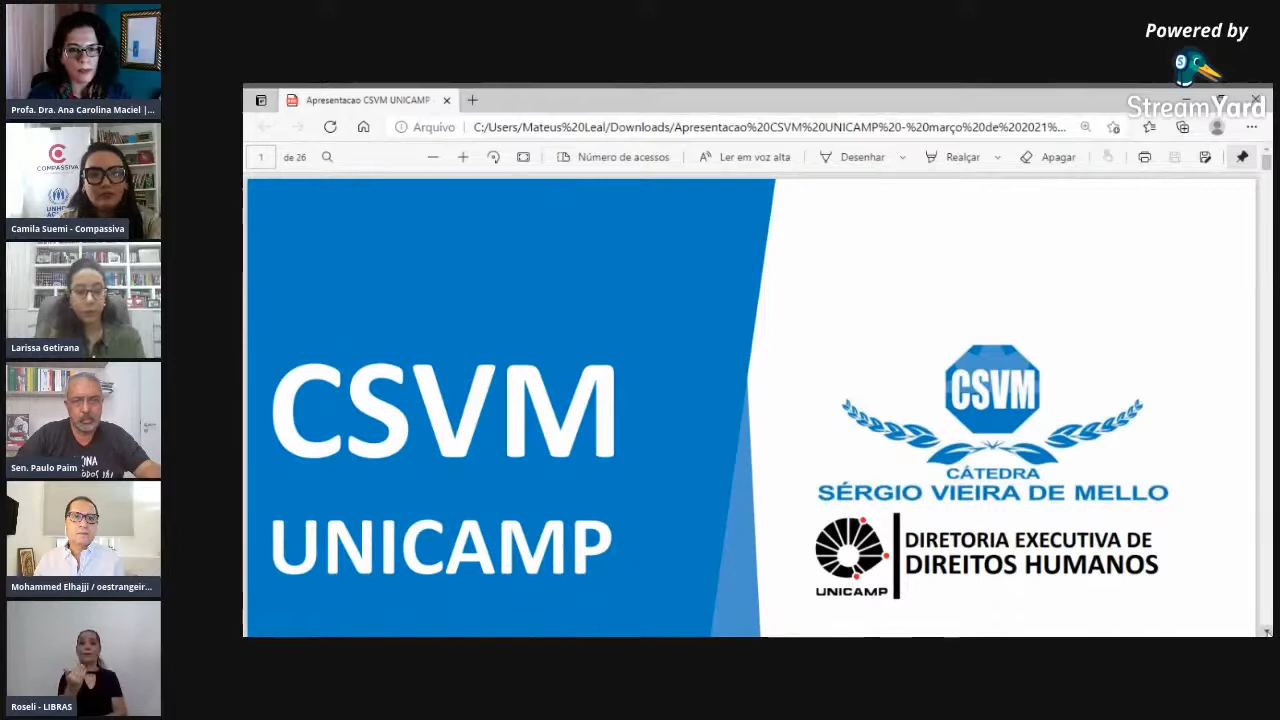 Powered by
StreamYard
Profa. Dra. Ana Carolina Maciel |...
COMPASSIVA
UNHCR
Camila Suemi - Compassiva
Larissa Getirana
Sen. Paulo Paim
Mohammed Elhajji / oestrangeir...
Roseli - LIBRAS
Apresentacao CSVM UNICAMP
Arquivo
C:/Users/Mateus%20Leal/Downloads/Apresentacao%20CSVM%20UNICAMP%20-%20março%20de%202021%...
1 de 26
Número de acessos
Ler em voz alta
Desenhar
Realçar
Apagar
CSVM
UNICAMP
CSVM
CÁTEDRA
SÉRGIO VIEIRA DE MELLO
UNICAMP
DIRETORIA EXECUTIVA DE
DIREITOS HUMANOS